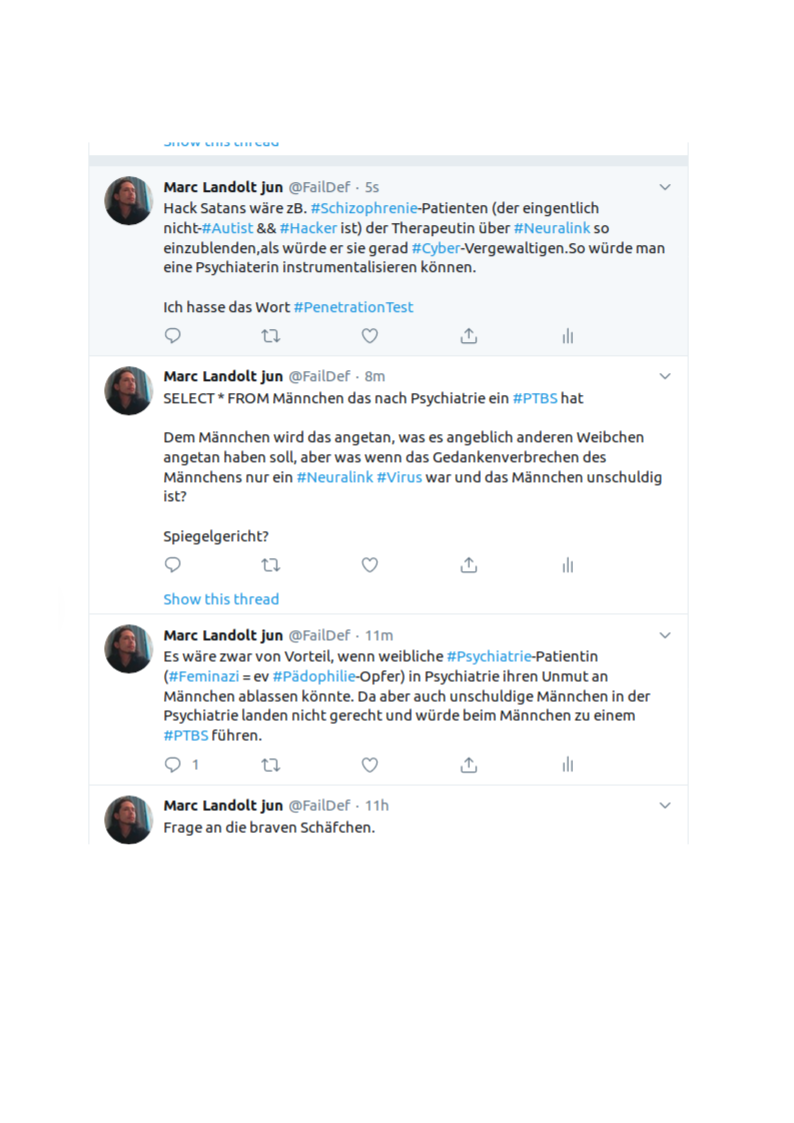 Show this thread
Marc Landolt jun @FailDef · 5s
Hack Satans wäre zB. #Schizophrenie-Patienten (der eingentlich
nicht-#Autist && #Hacker ist) der Therapeutin über #Neuralink so
einzublenden,als würde er sie gerad #Cyber-Vergewaltigen.So würde man
eine Psychiaterin instrumentalisieren können.
Ich hasse das Wort #PenetrationTest
Marc Landolt jun @FailDef · 8m
SELECT * FROM Männchen das nach Psychiatrie ein #PTBS hat
Dem Männchen wird das angetan, was es angeblich anderen Weibchen
angetan haben soll, aber was wenn das Gedankenverbrechen des
Männchens nur ein #Neuralink #Virus war und das Männchen unschuldig
ist?
Spiegelgericht?
Show this thread
Marc Landolt jun @FailDef · 11m
Es wäre zwar von Vorteil, wenn weibliche #Psychiatrie-Patientin
(#Feminazi = ev #Pädophilie-Opfer) in Psychiatrie ihren Unmut an
Männchen ablassen könnte. Da aber auch unschuldige Männchen in der
Psychiatrie landen nicht gerecht und würde beim Männchen zu einem
#PTBS führen.
1
Marc Landolt jun @FailDef · 11h
Frage an die braven Schäfchen.